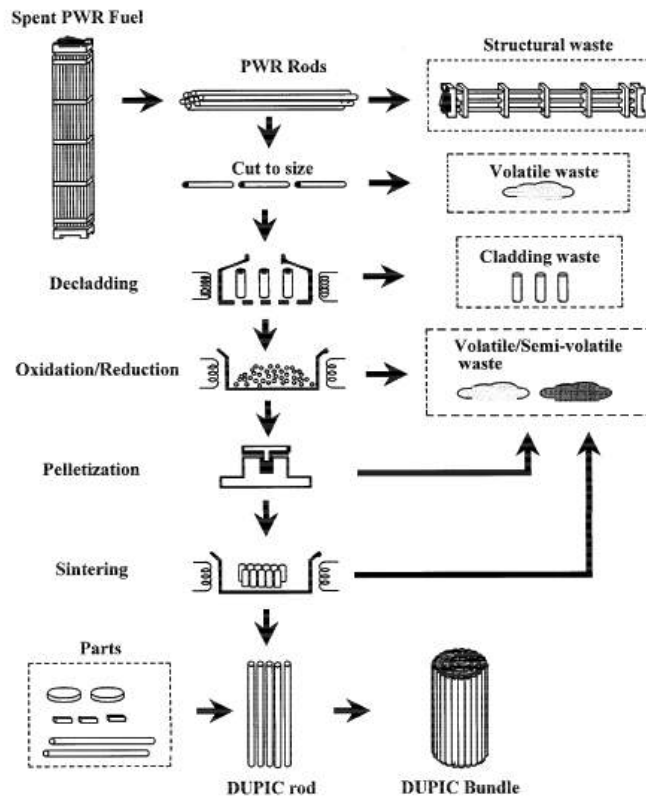 Spent PWR Fuel
Structural waste
PWR Rods
Cut to size
Volatile waste
Cladding waste
Decladding
Volatile/Semi-volatile
waste
Oxidation/Reduction
Pelletization
Sintering
Parts
DUPIC rod
DUPIC Bundle